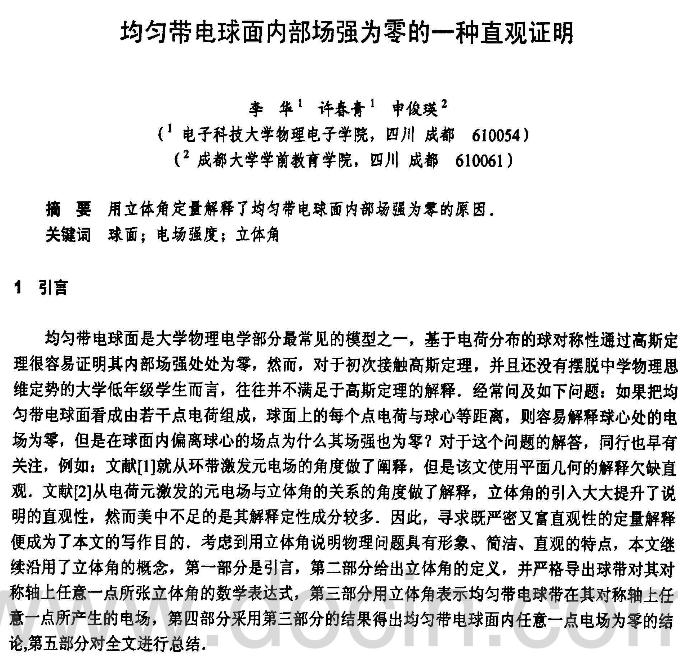 均匀带电球面内部场强为零的一种直观证明
李 华¹ 许春青¹ 申俊瑛²
(¹ 电子科技大学物理电子学院，四川 成都 610054)
(² 成都大学学前教育学院，四川 成都 610061)
摘 要 用立体角定量解释了均匀带电球面内部场强为零的原因．
关键词 球面；电场强度；立体角
1 引言
均匀带电球面是大学物理电学部分最常见的模型之一，基于电荷分布的球对称性通过高斯定
理很容易证明其内部场强处处为零，然而，对于初次接触高斯定理，并且还没有摆脱中学物理思
维定势的大学低年级学生而言，往往并不满足于高斯定理的解释．经常问及如下问题：如果把均
匀带电球面看成由若干点电荷组成，球面上的每个点电荷与球心等距离，则容易解释球心处的电
场为零，但是在球面内偏离球心的场点为什么其场强也为零？对于这个问题的解答，同行也早有
关注，例如：文献[1]就从环带激发元电场的角度做了阐释，但是该文使用平面几何的解释欠缺直
观．文献[2]从电荷元激发的元电场与立体角的关系的角度做了解释，立体角的引入大大提升了说
明的直观性，然而美中不足的是其解释定性成分较多．因此，寻求既严密又富直观性的定量解释
便成为了本文的写作目的．考虑到用立体角说明物理问题具有形象、简洁、直观的特点，本文继
续沿用了立体角的概念，第一部分是引言，第二部分给出立体角的定义，并严格导出球带对其对
称轴上任意一点所张立体角的数学表达式，第三部分用立体角表示均匀带电球带在其对称轴上任
意一点所产生的电场，第四部分采用第三部分的结果得出均匀带电球面内任意一点电场为零的结
论,第五部分对全文进行总结．
www.docin.com